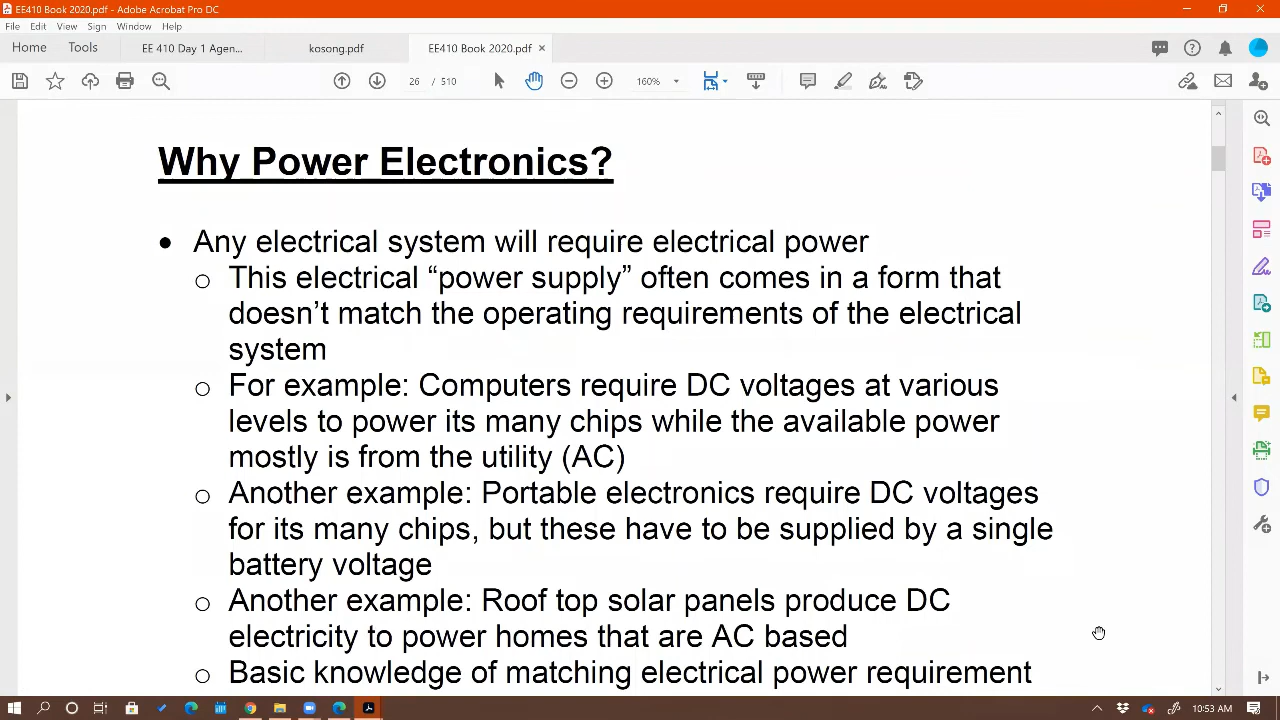 EE410 Book 2020.pdf - Adobe Acrobat Pro DC
File Edit View Sign Window Help
Home Tools EE 410 Day 1 Agen... kosong.pdf EE410 Book 2020.pdf ×
26 / 510 160%
Why Power Electronics?
• Any electrical system will require electrical power
o This electrical “power supply” often comes in a form that
doesn’t match the operating requirements of the electrical
system
o For example: Computers require DC voltages at various
levels to power its many chips while the available power
mostly is from the utility (AC)
o Another example: Portable electronics require DC voltages
for its many chips, but these have to be supplied by a single
battery voltage
o Another example: Roof top solar panels produce DC
electricity to power homes that are AC based
o Basic knowledge of matching electrical power requirement
10:53 AM